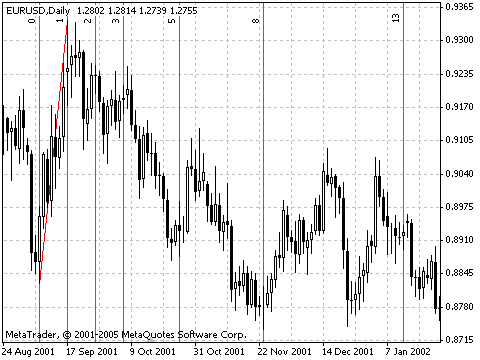 EURUSD,Daily 1.2802 1.2814 1.2739 1.2755
0 1 2 3 5 8 13
0.9365
0.9300
0.9235
0.9170
0.9105
0.9040
0.8975
0.8910
0.8845
0.8780
0.8715
MetaTrader, © 2001-2005 MetaQuotes Software Corp.
24 Aug 2001 17 Sep 2001 9 Oct 2001 31 Oct 2001 22 Nov 2001 14 Dec 2001 7 Jan 2002